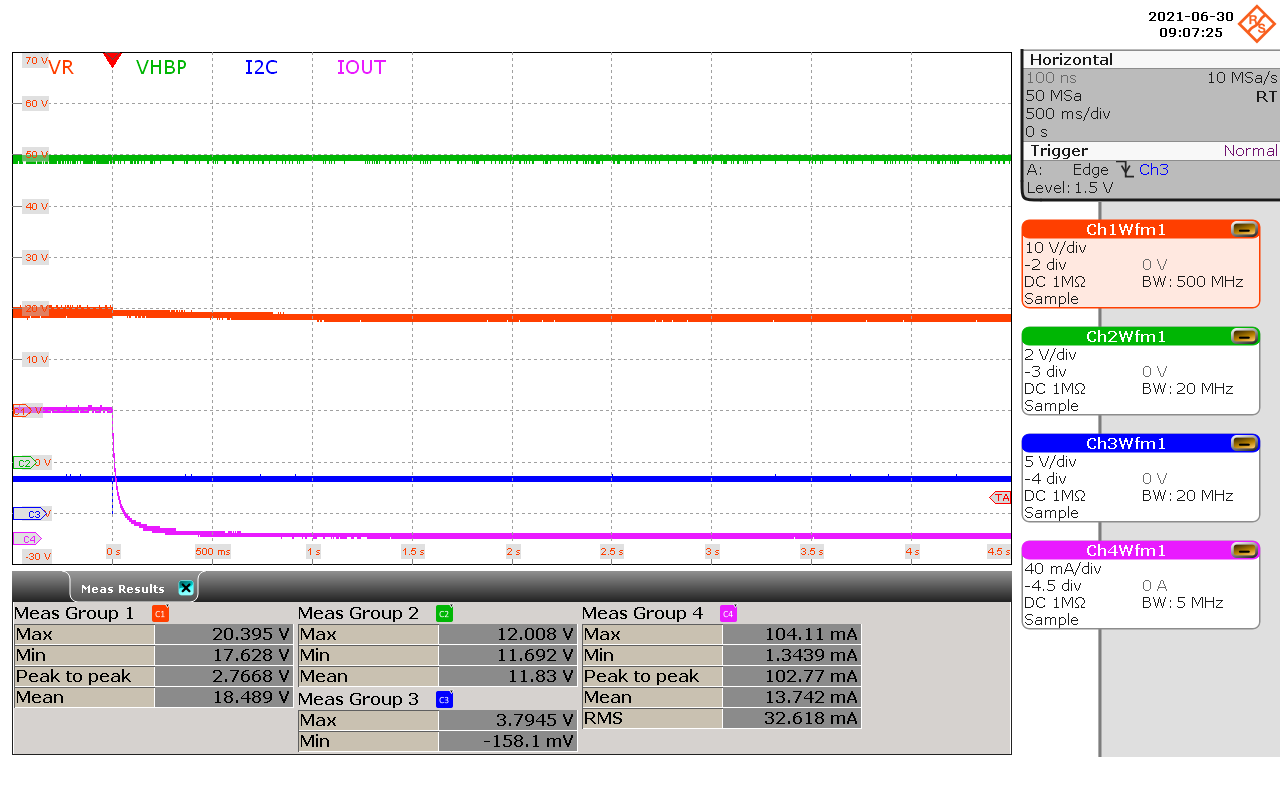 2021-06-30
09:07:25
R&S
70 V VR VHBP I2C IOUT
60 V
50 V
40 V
30 V
20 V
10 V
C1 V
C2 0 V
C3 V
TA
C4
-30 V 0 s 500 ms 1 s 1.5 s 2 s 2.5 s 3 s 3.5 s 4 s 4.5 s
Horizontal
100 ns 10 MSa/s
50 MSa RT
500 ms/div
0 s
Trigger Normal
A: Edge Ch3
Level: 1.5 V
Ch1Wfm1
10 V/div
-2 div 0 V
DC 1MΩ BW: 500 MHz
Sample
Ch2Wfm1
2 V/div
-3 div 0 V
DC 1MΩ BW: 20 MHz
Sample
Ch3Wfm1
5 V/div
-4 div 0 V
DC 1MΩ BW: 20 MHz
Sample
Ch4Wfm1
40 mA/div
-4.5 div 0 A
DC 1MΩ BW: 5 MHz
Sample
Meas Results
Meas Group 1 C1
Max 20.395 V
Min 17.628 V
Peak to peak 2.7668 V
Mean 18.489 V
Meas Group 2 C2
Max 12.008 V
Min 11.692 V
Mean 11.83 V
Meas Group 3 C3
Max 3.7945 V
Min -158.1 mV
Meas Group 4 C4
Max 104.11 mA
Min 1.3439 mA
Peak to peak 102.77 mA
Mean 13.742 mA
RMS 32.618 mA